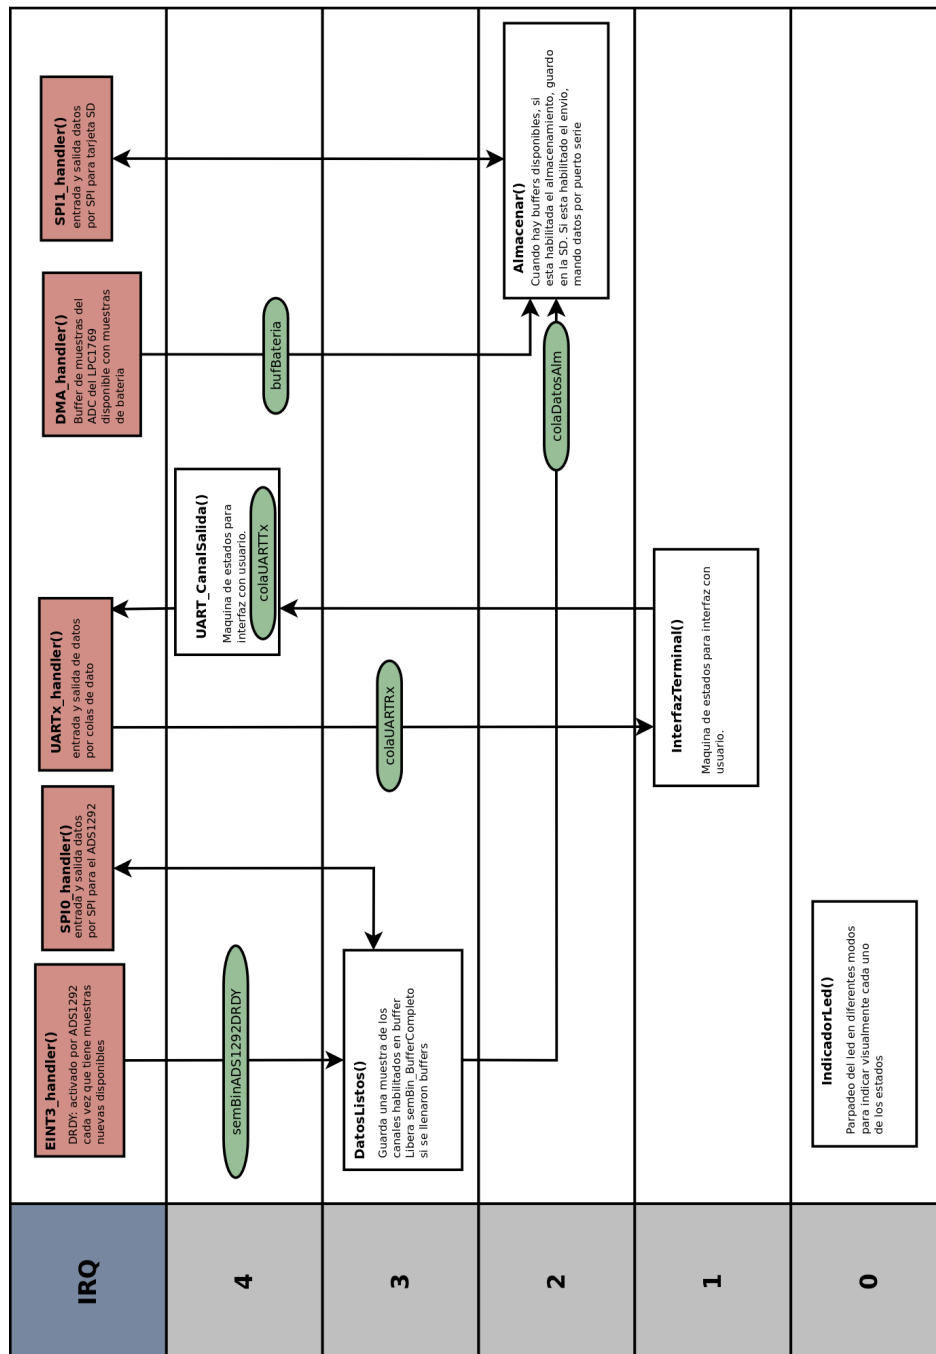 IRQ
EINT3_handler()
DRDY: activado por ADS1292
cada vez que tiene muestras
nuevas disponibles
SPI0_handler()
entrada y salida datos
por SPI para el ADS1292
UARTx_handler()
entrada y salida de datos
por colas de dato
DMA_handler()
Buffer de muestras del
ADC del LPC1769
disponible con muestras
de bateria
SPI1_handler()
entrada y salida datos
por SPI para tarjeta SD
4
semBinADS1292DRDY
UART_CanalSalida()
Maquina de estados para
interfaz con usuario.
colaUARTTx
bufBateria
3
DatosListos()
Guarda una muestra de los
canales habilitados en buffer
Libera semBin_BufferCompleto
si se llenaron buffers
colaUARTRx
2
colaDatosAlm
Almacenar()
Cuando hay buffers disponibles, si
esta habilitada el almacenamiento, guardo
en la SD. Si esta habilitado el envio,
mando datos por puerto serie
1
InterfazTerminal()
Maquina de estados para interfaz con
usuario.
0
IndicadorLed()
Parpadeo del led en diferentes modos
para indicar visualmente cada uno
de los estados